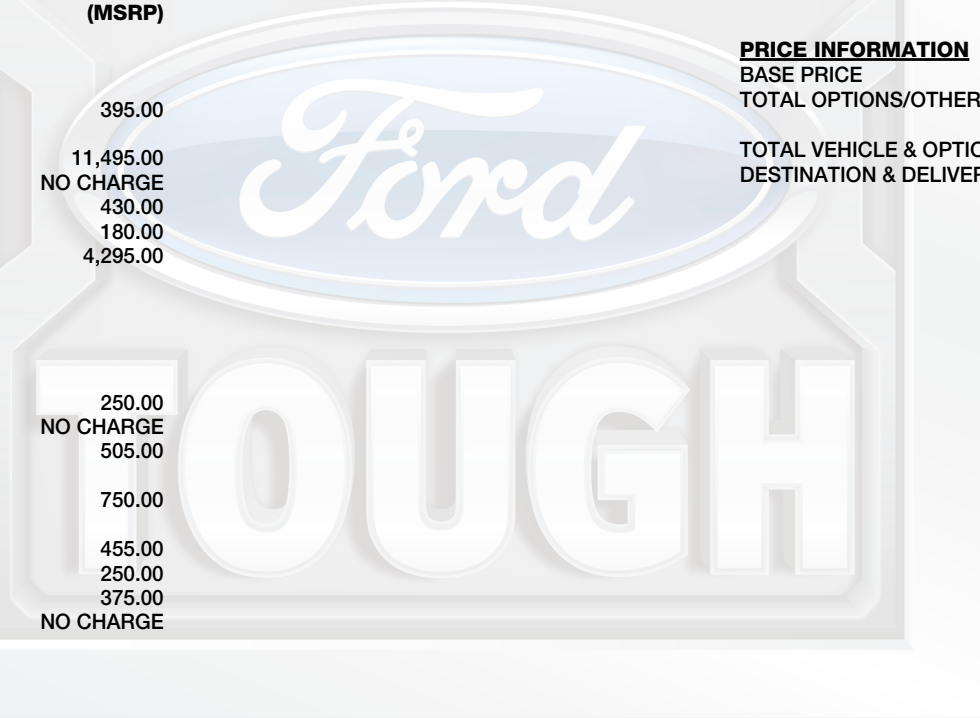 (MSRP)
395.00
11,495.00
NO CHARGE
430.00
180.00
4,295.00
250.00
NO CHARGE
505.00
750.00
455.00
250.00
375.00
NO CHARGE
PRICE INFORMATION
BASE PRICE
TOTAL OPTIONS/OTHER
TOTAL VEHICLE & OPTIO
DESTINATION & DELIVER
Ford
TOUGH